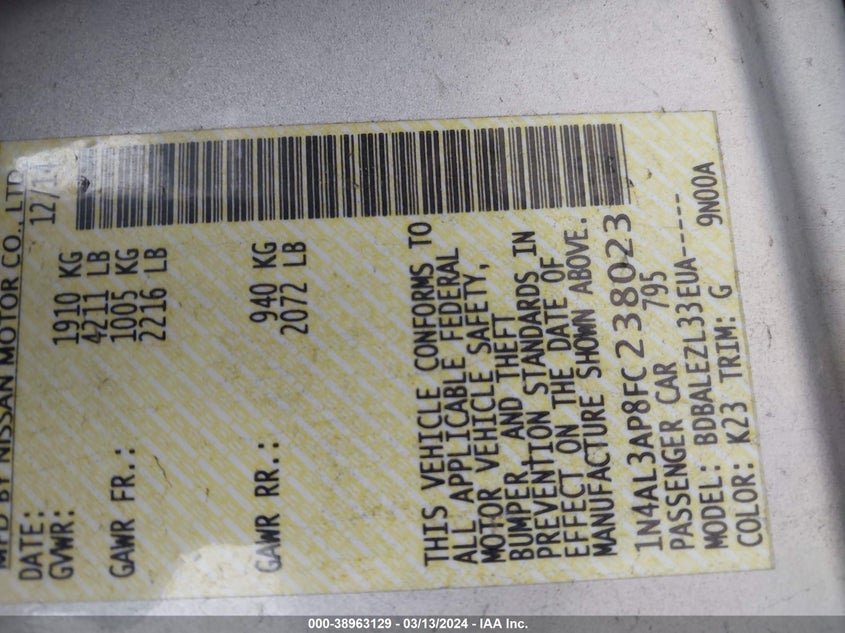 MFD BY NISSAN MOTOR CO., LTD
DATE: 12/14
GVWR: 1910 KG
4211 LB
GAWR FR.: 1005 KG
2216 LB
GAWR RR.: 940 KG
2072 LB
THIS VEHICLE CONFORMS TO
ALL APPLICABLE FEDERAL
MOTOR VEHICLE SAFETY,
BUMPER, AND THEFT
PREVENTION STANDARDS IN
EFFECT ON THE DATE OF
MANUFACTURE SHOWN ABOVE.
1N4AL3AP8FC238023
PASSENGER CAR 795
MODEL: BDBALEZL33EUA-----
COLOR: K23 TRIM: G 9N00A
000-38963129 - 03/13/2024 - IAA Inc.